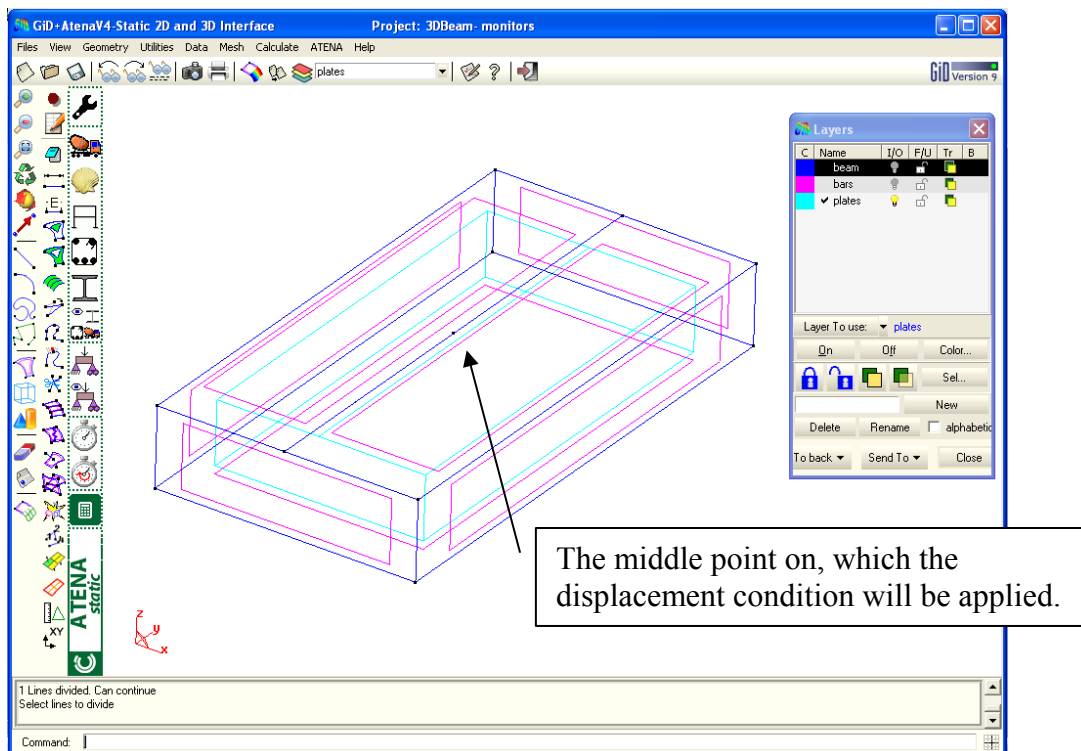 GiD+AtenaV4-Static 2D and 3D Interface Project: 3DBeam- monitors
Files View Geometry Utilities Data Mesh Calculate ATENA Help
plates
GiD Version 9
Layers
C Name I/O F/U Tr B
beam
bars
plates
Layer To use: plates
On Off Color...
Sel...
New
Delete Rename alphabetic
To back Send To Close
The middle point on, which the
displacement condition will be applied.
ATENA
static
XY
z
y
x
1 Lines divided. Can continue
Select lines to divide
Command: